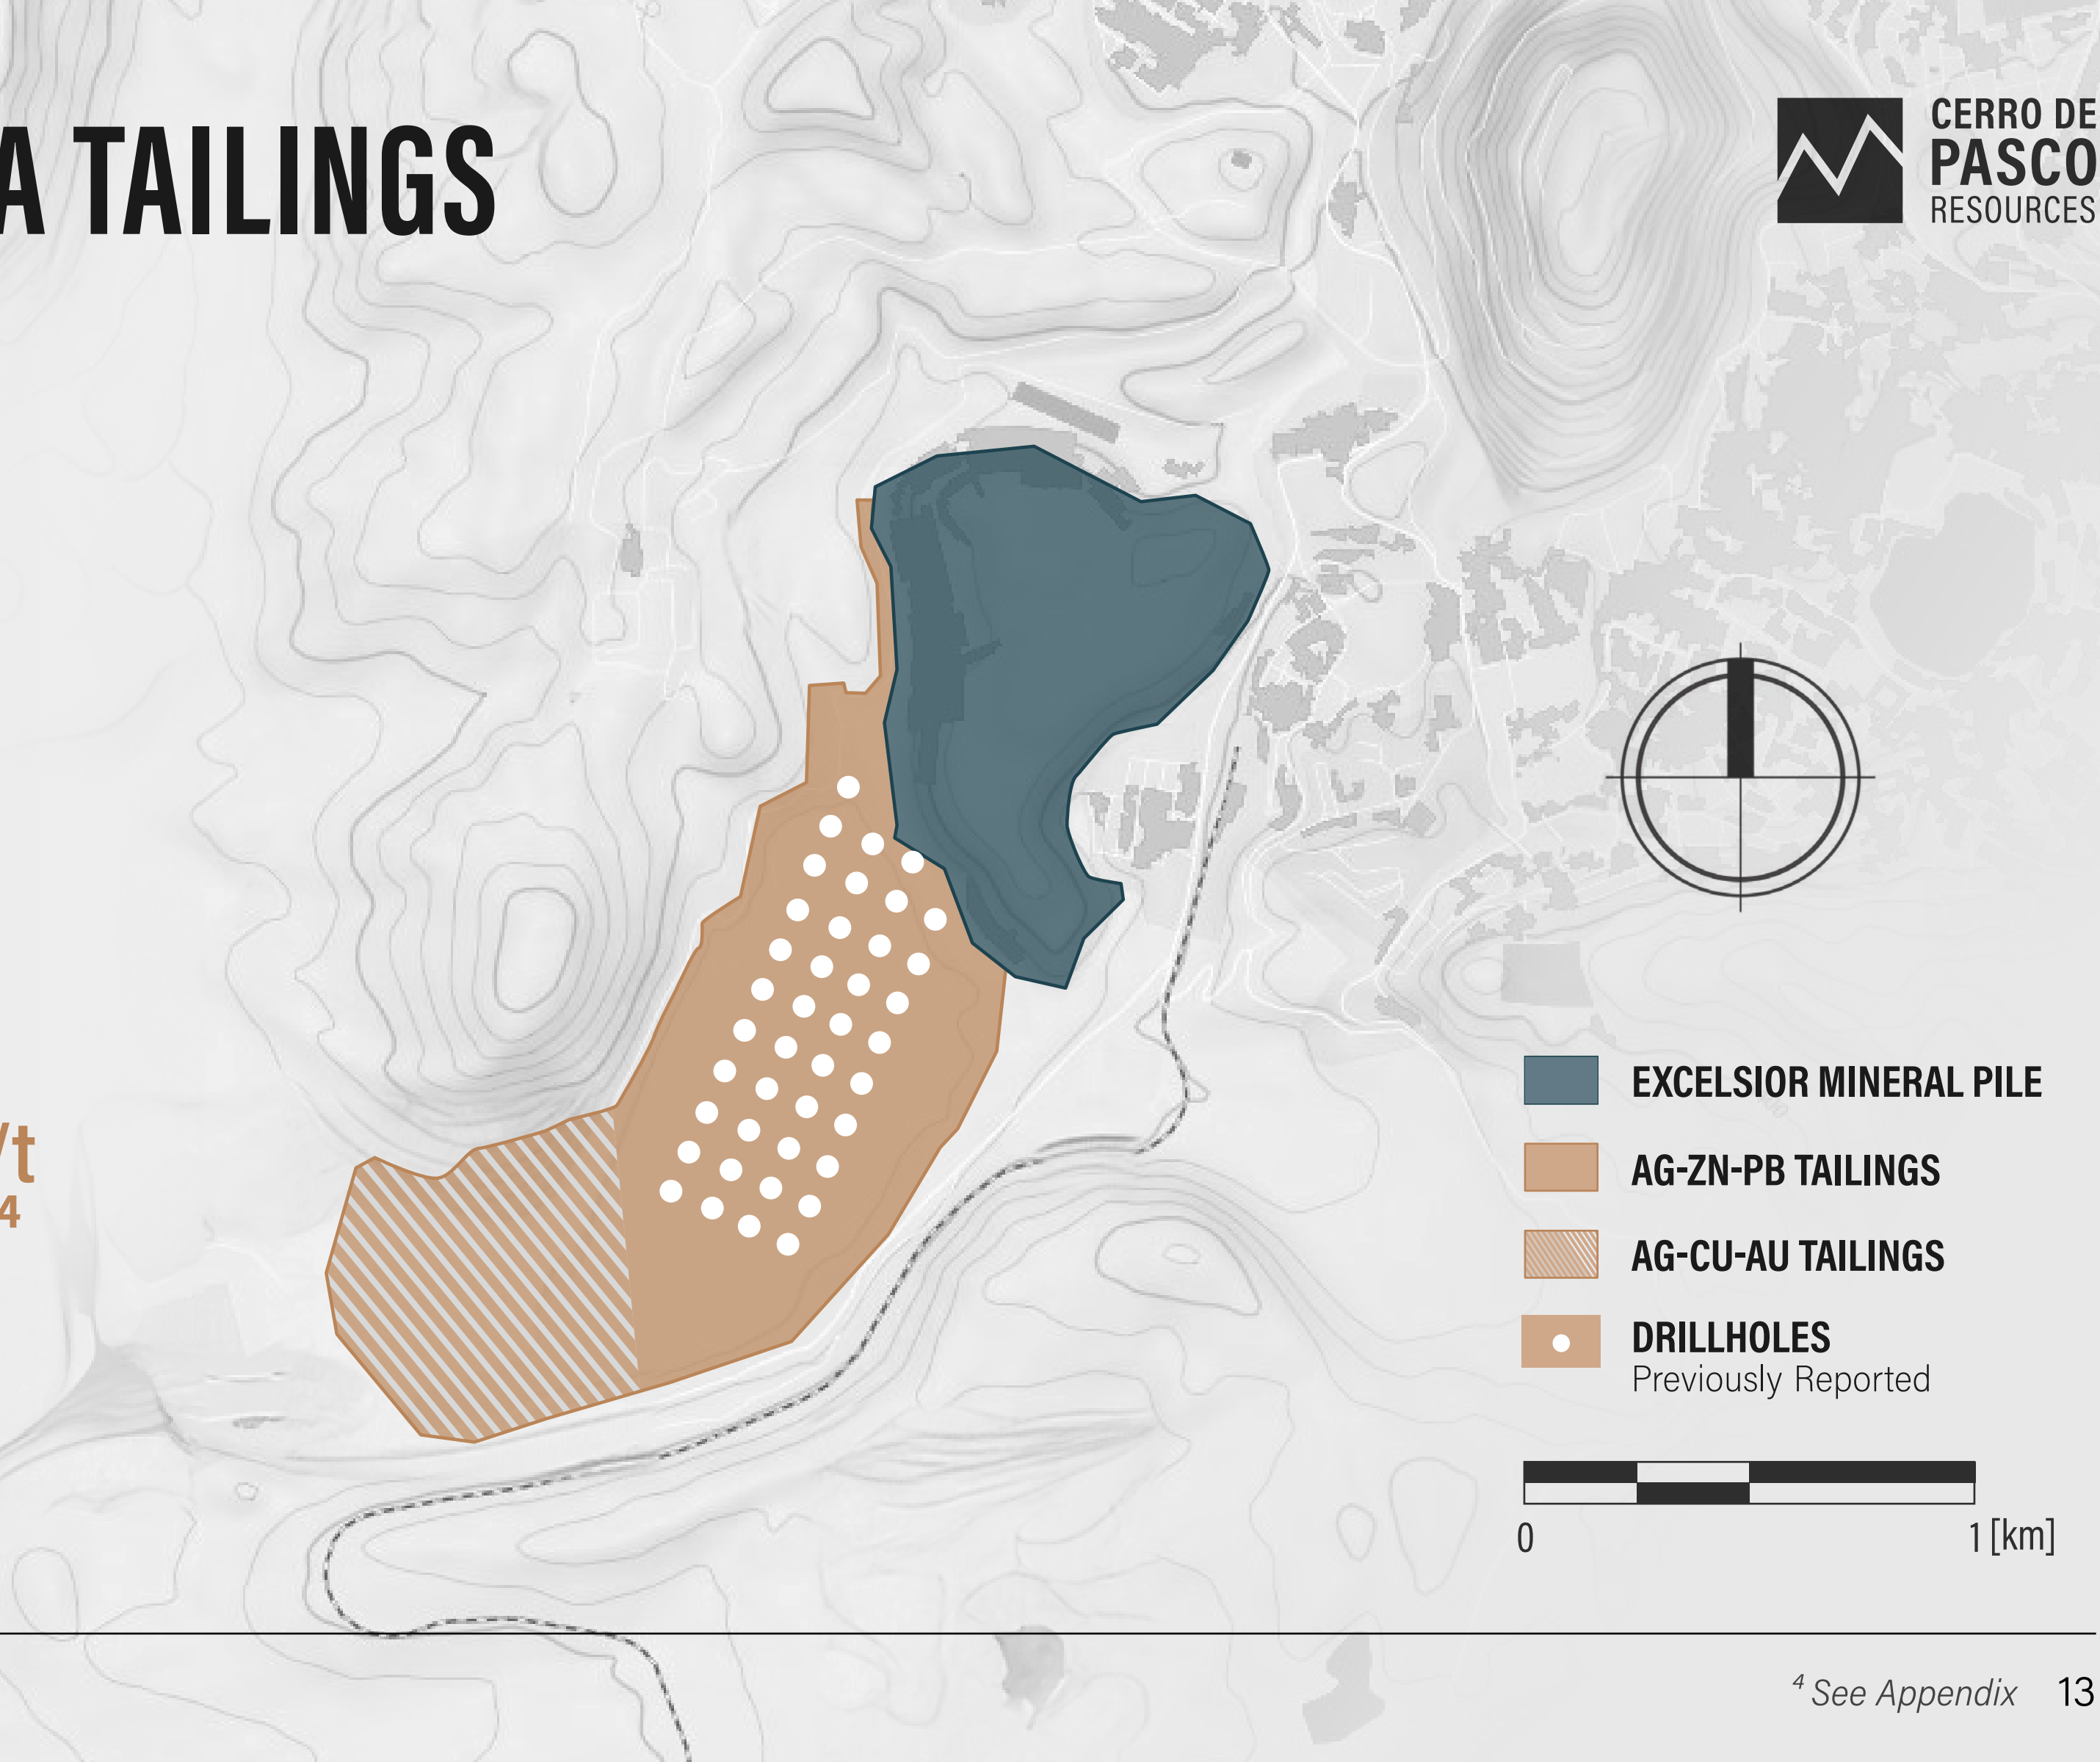 A TAILINGS
CERRO DE
PASCO
RESOURCES
/t
4
EXCELSIOR MINERAL PILE
AG-ZN-PB TAILINGS
AG-CU-AU TAILINGS
DRILLHOLES
Previously Reported
0 1 [km]
4 See Appendix 13